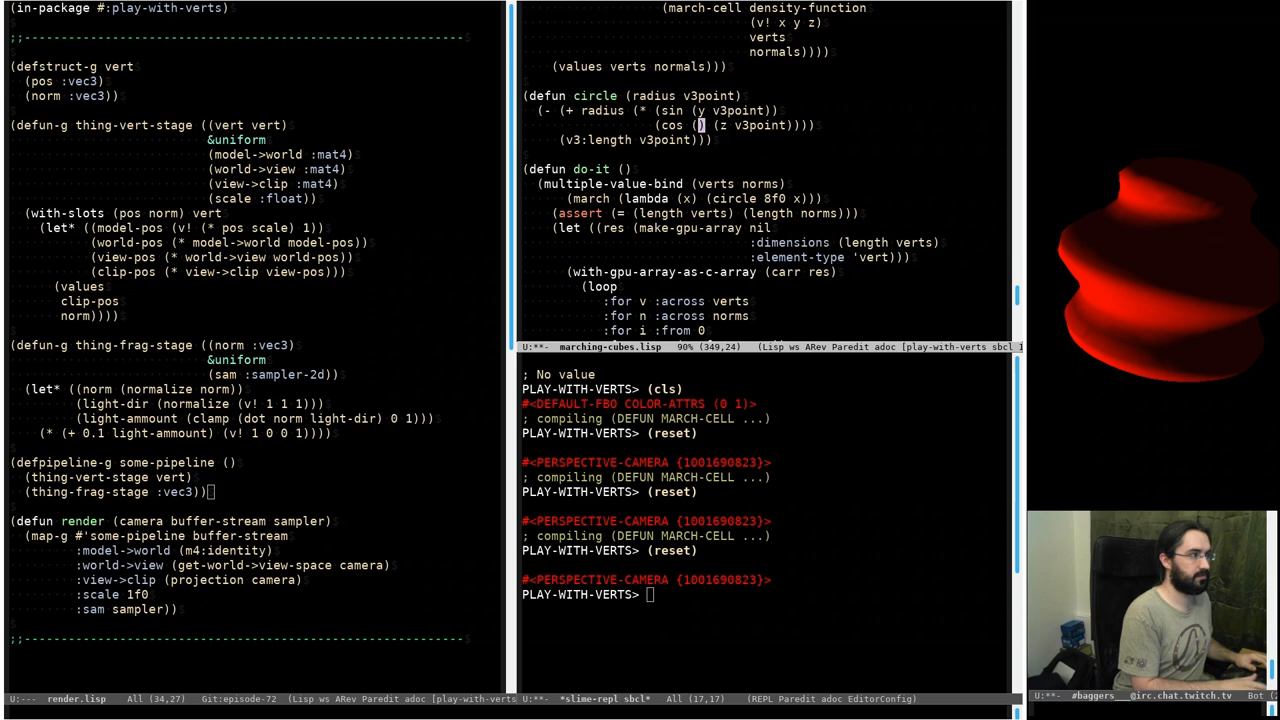 (in-package #:play-with-verts)
;;------------------------------------------------------------
(defstruct-g vert
(pos :vec3)
(norm :vec3))
(defun-g thing-vert-stage ((vert vert)
&uniform
(model->world :mat4)
(world->view :mat4)
(view->clip :mat4)
(scale :float))
(with-slots (pos norm) vert
(let* ((model-pos (v! (* pos scale) 1))
(world-pos (* model->world model-pos))
(view-pos (* world->view world-pos))
(clip-pos (* view->clip view-pos)))
(values
clip-pos
norm))))
(defun-g thing-frag-stage ((norm :vec3)
&uniform
(sam :sampler-2d))
(let* ((norm (normalize norm))
(light-dir (normalize (v! 1 1 1)))
(light-amount (clamp (dot norm light-dir) 0 1)))
(* (+ 0.1 light-amount) (v! 1 0 0 1))))
(defpipeline-g some-pipeline ()
(thing-vert-stage vert)
(thing-frag-stage :vec3))
(defun render (camera buffer-stream sampler)
(map-g #'some-pipeline buffer-stream
:model->world (m4:identity)
:world->view (get-world->view-space camera)
:view->clip (projection camera)
:scale 1f0
:sam sampler))
;;------------------------------------------------------------
U:--- render.lisp All (34,27) Git:episode-72 (Lisp ws ARev Paredit adoc [play-with-verts
(march-cell density-function
(v! x y z)
verts
normals))))
(values verts normals)))
(defun circle (radius v3point)
(- (+ radius (* (sin (y v3point))
(cos () (z v3point))))
(v3:length v3point)))
(defun do-it ()
(multiple-value-bind (verts norms)
(march (lambda (x) (circle 8f0 x)))
(assert (= (length verts) (length norms)))
(let ((res (make-gpu-array nil
:dimensions (length verts)
:element-type 'vert)))
(with-gpu-array-as-c-array (carr res)
(loop
:for v :across verts
:for n :across norms
:for i :from 0
U:**- marching-cubes.lisp 90% (349,24) (Lisp ws ARev Paredit adoc [play-with-verts sbcl
; No value
PLAY-WITH-VERTS> (cls)
#<DEFAULT-FBO COLOR-ATTRS (0 1)>
; compiling (DEFUN MARCH-CELL ...)
PLAY-WITH-VERTS> (reset)
#<PERSPECTIVE-CAMERA {1001690823}>
; compiling (DEFUN MARCH-CELL ...)
PLAY-WITH-VERTS> (reset)
#<PERSPECTIVE-CAMERA {1001690823}>
; compiling (DEFUN MARCH-CELL ...)
PLAY-WITH-VERTS> (reset)
#<PERSPECTIVE-CAMERA {1001690823}>
PLAY-WITH-VERTS>
U:**- *slime-repl sbcl* All (17,17) (REPL Paredit adoc EditorConfig)
U:**- #baggers___@irc.chat.twitch.tv Bot